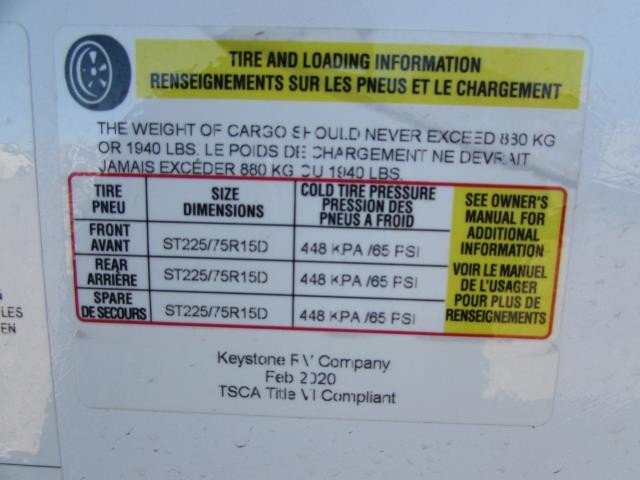 TIRE AND LOADING INFORMATION
RENSEIGNEMENTS SUR LES PNEUS ET LE CHARGEMENT
THE WEIGHT OF CARGO SHOULD NEVER EXCEED 880 KG
OR 1940 LBS. LE POIDS DE CHARGEMENT NE DEVRAIT
JAMAIS EXCÉDER 880 KG OU 1940 LBS.
TIRE
PNEU
SIZE
DIMENSIONS
COLD TIRE PRESSURE
PRESSION DES
PNEUS A FROID
SEE OWNER'S
MANUAL FOR
ADDITIONAL
INFORMATION
VOIR LE MANUEL
DE L'USAGER
POUR PLUS DE
RENSEIGNEMENTS
FRONT
AVANT
ST225/75R15D
448 KPA /65 PSI
REAR
ARRIÈRE
ST225/75R15D
448 KPA /65 PSI
SPARE
DE SECOURS
ST225/75R15D
448 KPA /65 PSI
Keystone RV Company
Feb 2020
TSCA Title VI Compliant
LES
EN